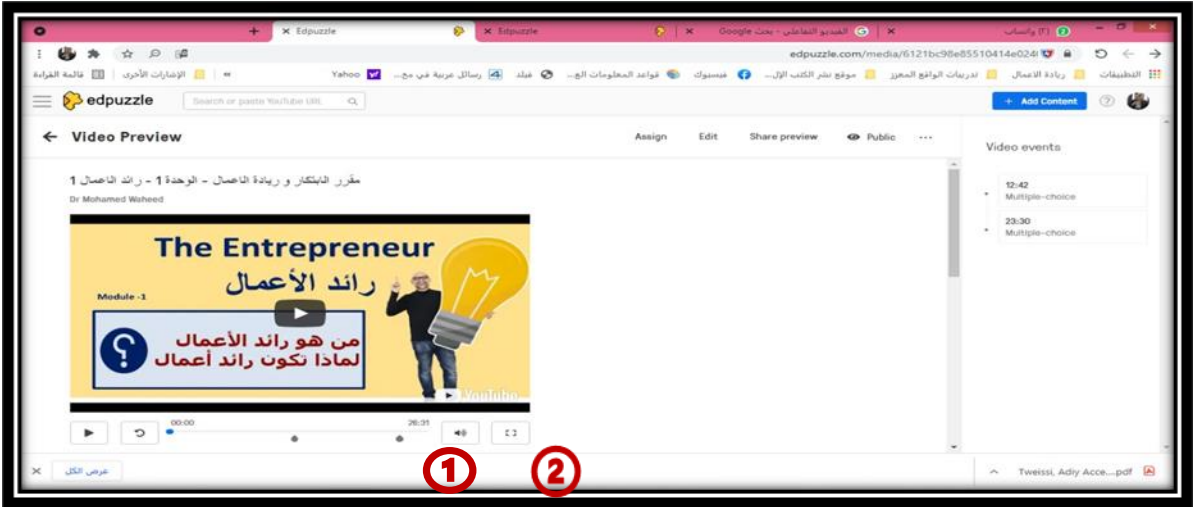 Edpuzzle
Edpuzzle
الفيديو التفاعلي - بحث Google
(٢) واتساب
edpuzzle.com/media/6121bc98e85510414e024
التطبيقات
ريادة الاعمال
تدريبات الواقع المعزز
موقع نشر الكتب الإل...
فيسبوك
قواعد المعلومات الع...
فيلد
رسائل عربية في مج...
Yahoo
الإشارات الأخرى
قائمة القراءة
edpuzzle
Search or paste YouTube URL
+ Add Content
Video Preview
Assign
Edit
Share preview
Public
Video events
مقرر الابتكار و ريادة الاعمال - الوحدة 1 - رائد الاعمال 1
Dr Mohamed Waheed
12:42
Multiple-choice
23:30
Multiple-choice
The Entrepreneur
رائد الأعمال
Module -1
من هو رائد الأعمال
لماذا تكون رائد أعمال
؟
YouTube
00:00
26:31
عرض الكل
1
2
Tweissi, Adiy Acce....pdf